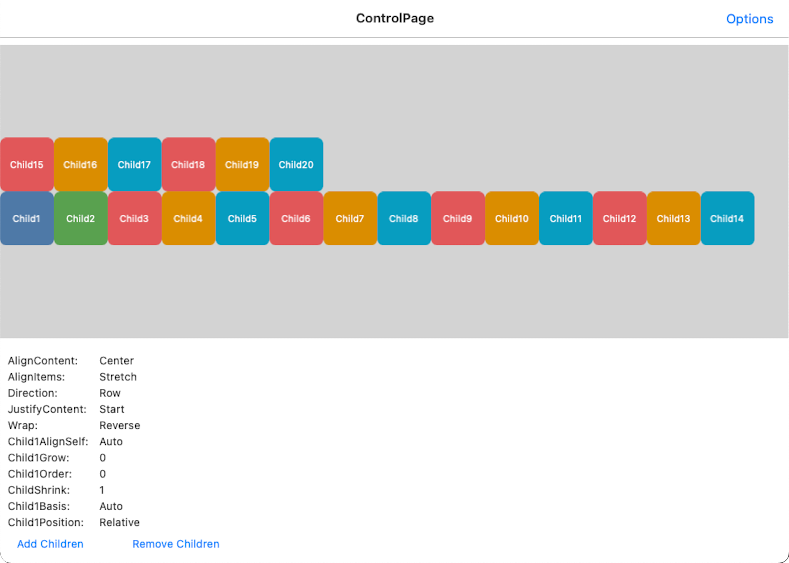 ControlPage
Options
Child15 Child16 Child17 Child18 Child19 Child20
Child1 Child2 Child3 Child4 Child5 Child6 Child7 Child8 Child9 Child10 Child11 Child12 Child13 Child14
AlignContent: Center
AlignItems: Stretch
Direction: Row
JustifyContent: Start
Wrap: Reverse
Child1AlignSelf: Auto
Child1Grow: 0
Child1Order: 0
ChildShrink: 1
Child1Basis: Auto
Child1Position: Relative
Add Children Remove Children